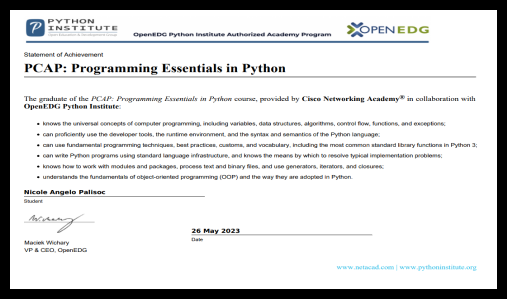 PYTHON
INSTITUTE
OpenEDG Python Institute Authorized Academy Program
OPENEDG
Statement of Achievement
PCAP: Programming Essentials in Python
The graduate of the PCAP: Programming Essentials in Python course, provided by Cisco Networking Academy® in collaboration with
OpenEDG Python Institute:
• knows the universal concepts of computer programming, including variables, data structures, algorithms, control flow, functions, and exceptions;
• can proficiently use the developer tools, the runtime environment, and the syntax and semantics of the Python language;
• can use fundamental programming techniques, best practices, customs, and vocabulary, including the most common standard library functions in Python 3;
• can write Python programs using standard language infrastructure, and knows the means by which to resolve typical implementation problems;
• knows how to work with modules and packages, process text and binary files, and use generators, iterators, and closures;
• understands the fundamentals of object-oriented programming (OOP) and the way they are adopted in Python.
Nicole Angelo Palisoc
Student
Maciek Wichary
VP & CEO, OpenEDG
26 May 2023
Date
www.netacad.com | www.pythoninstitute.org